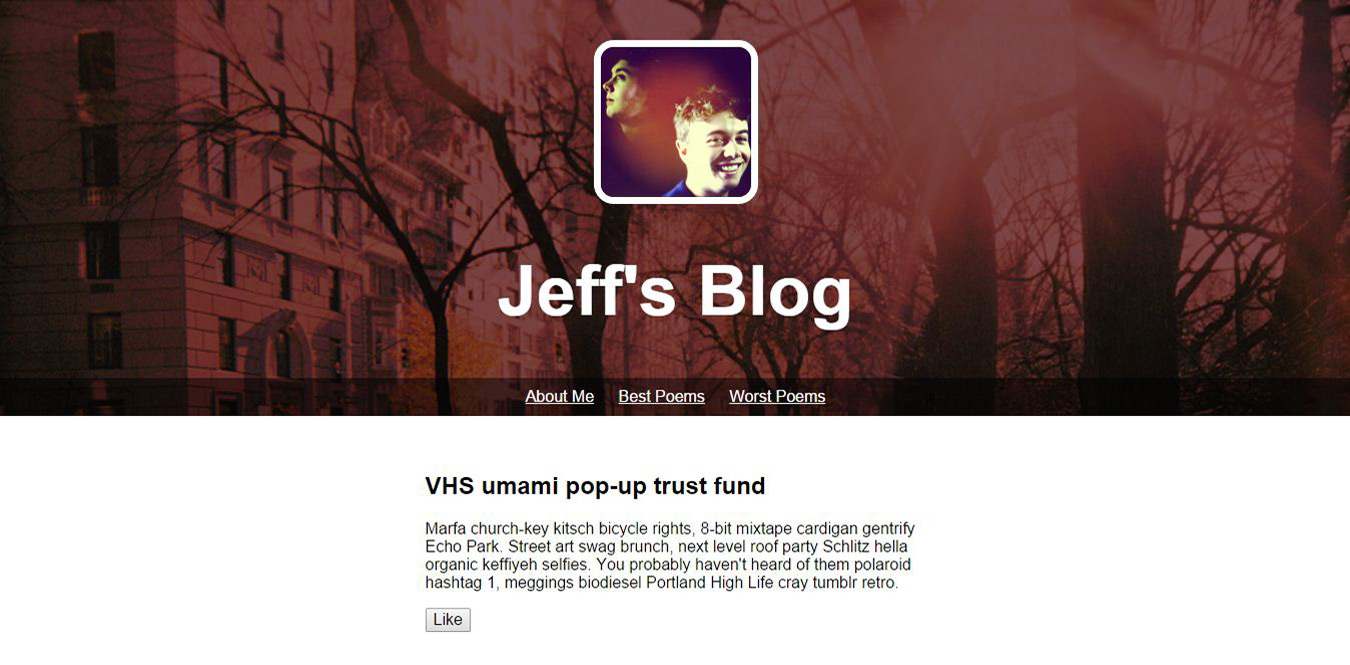 Jeff's Blog
About Me Best Poems Worst Poems
VHS umami pop-up trust fund
Marfa church-key kitsch bicycle rights, 8-bit mixtape cardigan gentrify
Echo Park. Street art swag brunch, next level roof party Schlitz hella
organic keffiyeh selfies. You probably haven't heard of them polaroid
hashtag 1, meggings biodiesel Portland High Life cray tumblr retro.
Like